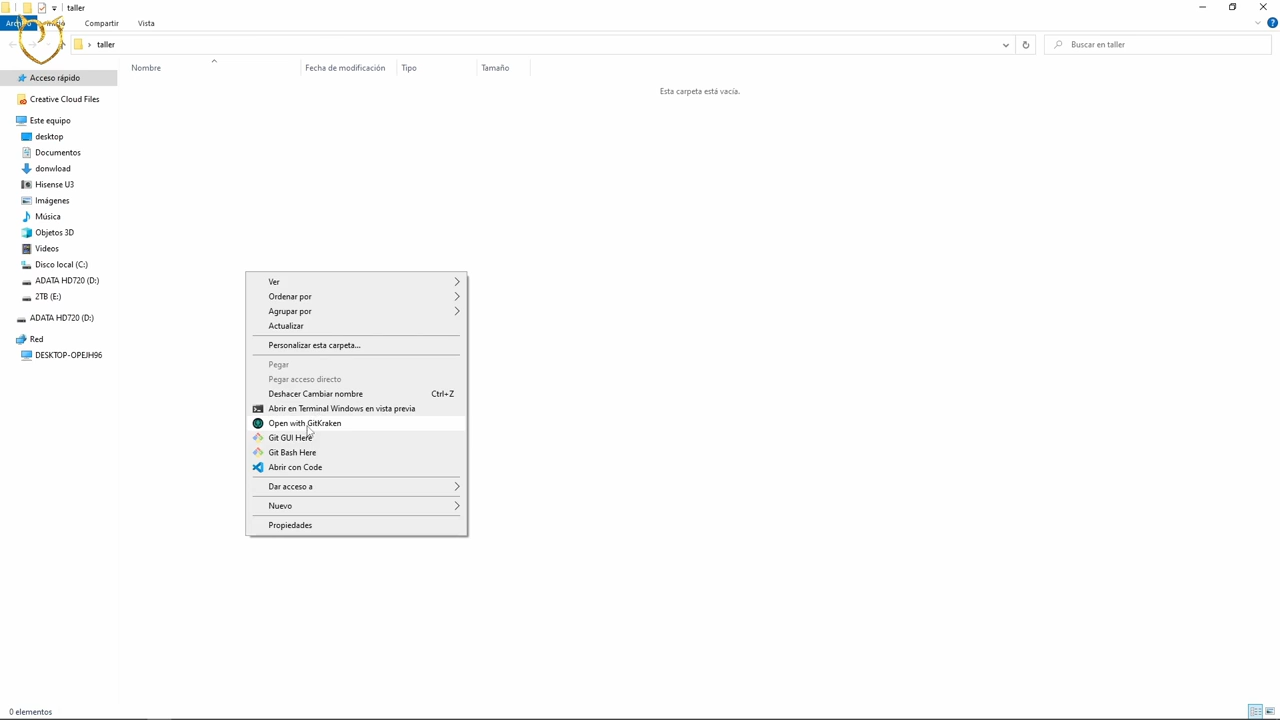 taller
Compartir
Vista
taller
Buscar en taller
Nombre
Fecha de modificación
Tipo
Tamaño
Esta carpeta está vacía.
Acceso rápido
Creative Cloud Files
Este equipo
desktop
Documentos
donwload
Hisense U3
Imágenes
Música
Objetos 3D
Videos
Disco local (C:)
ADATA HD720 (D:)
2TB (E:)
ADATA HD720 (D:)
Red
DESKTOP-OPEJH96
Ver
Ordenar por
Agrupar por
Actualizar
Personalizar esta carpeta...
Pegar
Pegar acceso directo
Deshacer Cambiar nombre Ctrl+Z
Abrir en Terminal Windows en vista previa
Open with GitKraken
Git GUI Here
Git Bash Here
Abrir con Code
Dar acceso a
Nuevo
Propiedades
0 elementos